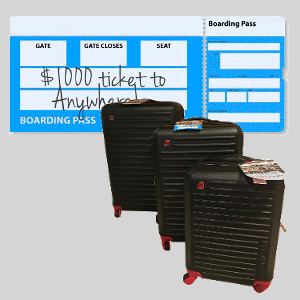 Boarding Pass
GATE
GATE CLOSES
SEAT
$1000 ticket to
Anywhere!
BOARDING PASS